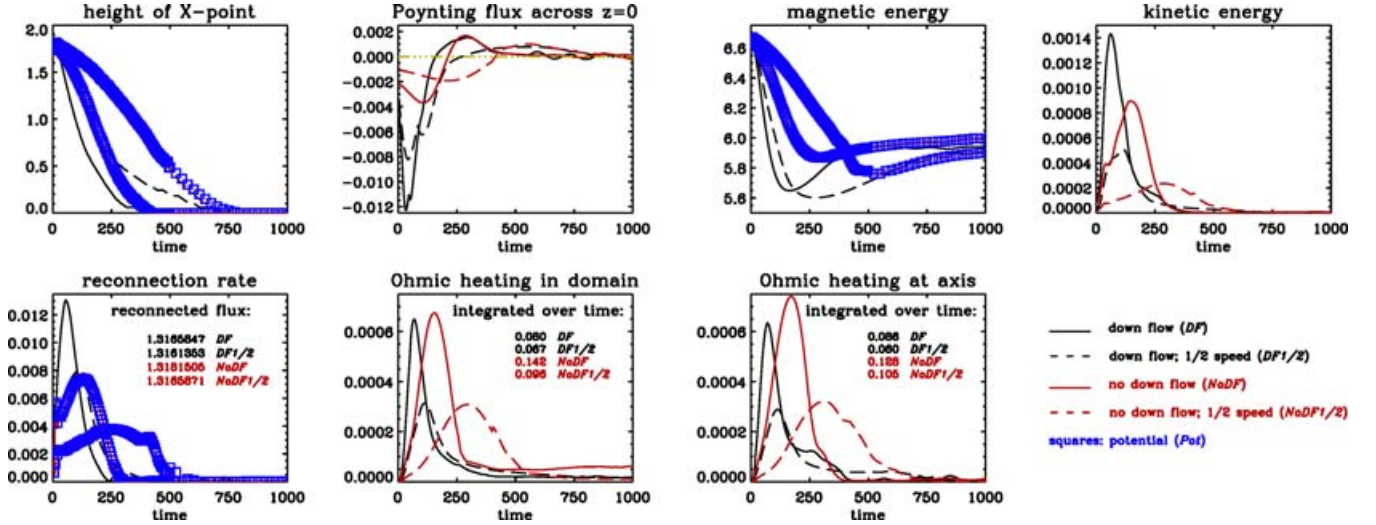 height of X-point
2.0
1.5
1.0
0.5
0.0
0 250 500 750 1000
time
Poynting flux across z=0
0.002
0.000
-0.002
-0.004
-0.006
-0.008
-0.010
-0.012
0 250 500 750 1000
time
magnetic energy
6.6
6.4
6.2
6.0
5.8
5.6
0 250 500 750 1000
time
kinetic energy
0.0014
0.0012
0.0010
0.0008
0.0006
0.0004
0.0002
0.0000
0 250 500 750 1000
time
reconnection rate
0.012
0.010
0.008
0.006
0.004
0.002
0.000
reconnected flux:
1.3165847 DF
1.3161353 DF1/2
1.3181505 NoDF
1.3165871 NoDF1/2
0 250 500 750 1000
time
Ohmic heating in domain
0.0006
0.0004
0.0002
0.0000
integrated over time:
0.080 DF
0.067 DF1/2
0.142 NoDF
0.096 NoDF1/2
0 250 500 750 1000
time
Ohmic heating at axis
0.0006
0.0004
0.0002
0.0000
integrated over time:
0.086 DF
0.060 DF1/2
0.128 NoDF
0.105 NoDF1/2
0 250 500 750 1000
time
down flow (DF)
down flow; 1/2 speed (DF1/2)
no down flow (NoDF)
no down flow; 1/2 speed (NoDF1/2)
squares: potential (Pot)